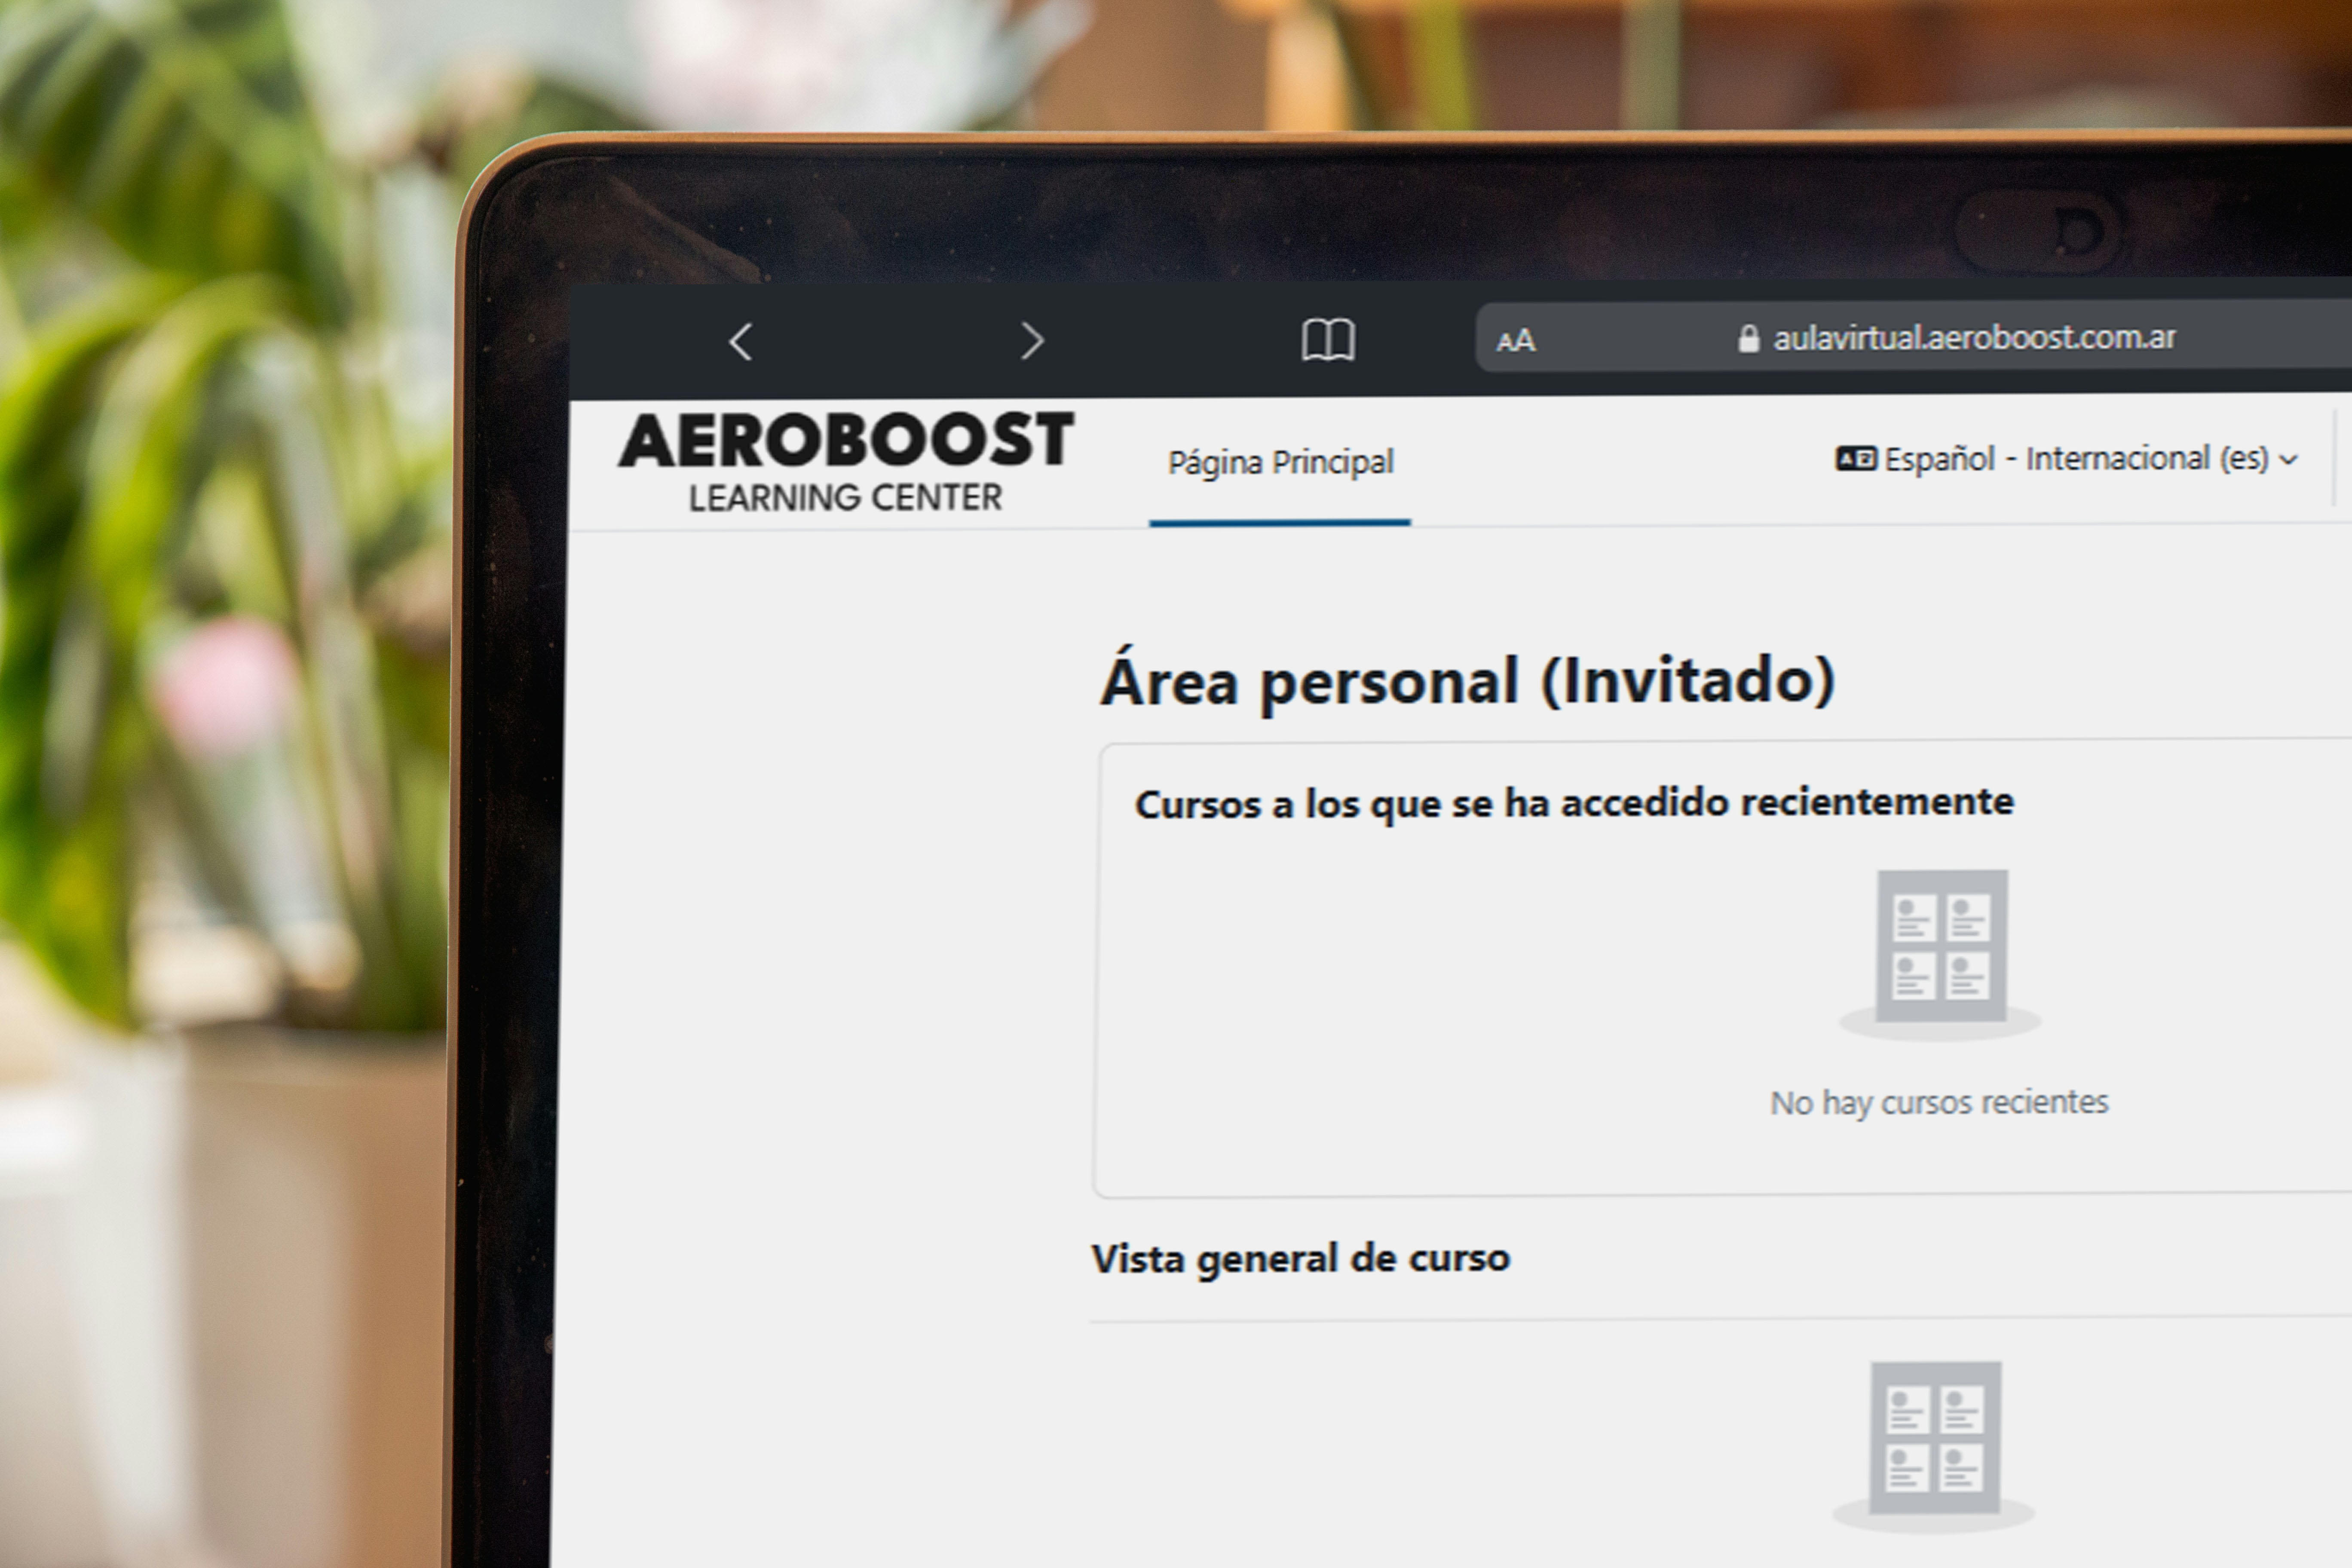 AA
aulavirtual.aeroboost.com.ar
AEROBOOST
LEARNING CENTER
Página Principal
Español - Internacional (es)
Área personal (Invitado)
Cursos a los que se ha accedido recientemente
No hay cursos recientes
Vista general de curso